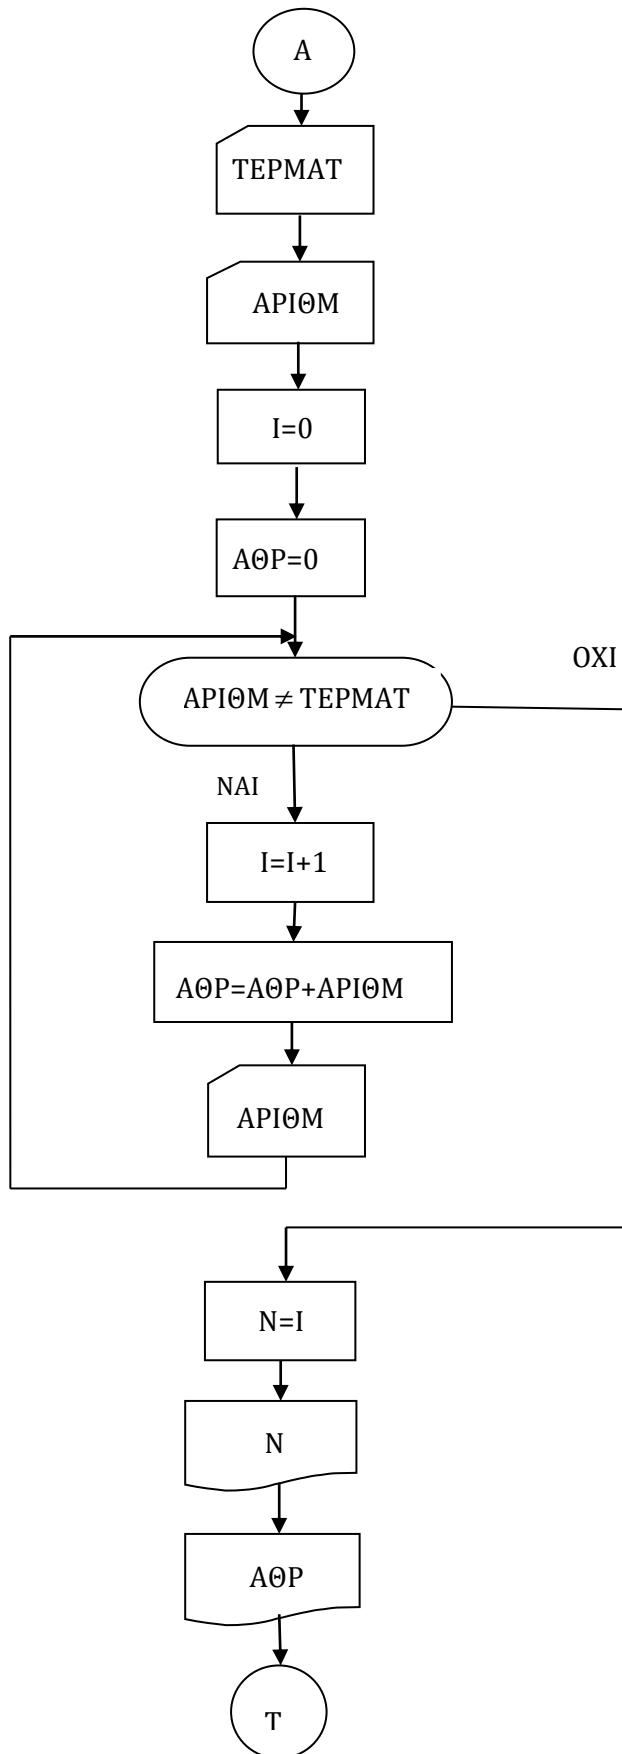 Α
ΤΕΡΜΑΤ
ΑΡΙΘΜ
Ι=0
ΑΘΡ=0
ΟΧΙ
ΑΡΙΘΜ ≠ ΤΕΡΜΑΤ
ΝΑΙ
Ι=Ι+1
ΑΘΡ=ΑΘΡ+ΑΡΙΘΜ
ΑΡΙΘΜ
Ν=Ι
Ν
ΑΘΡ
Τ